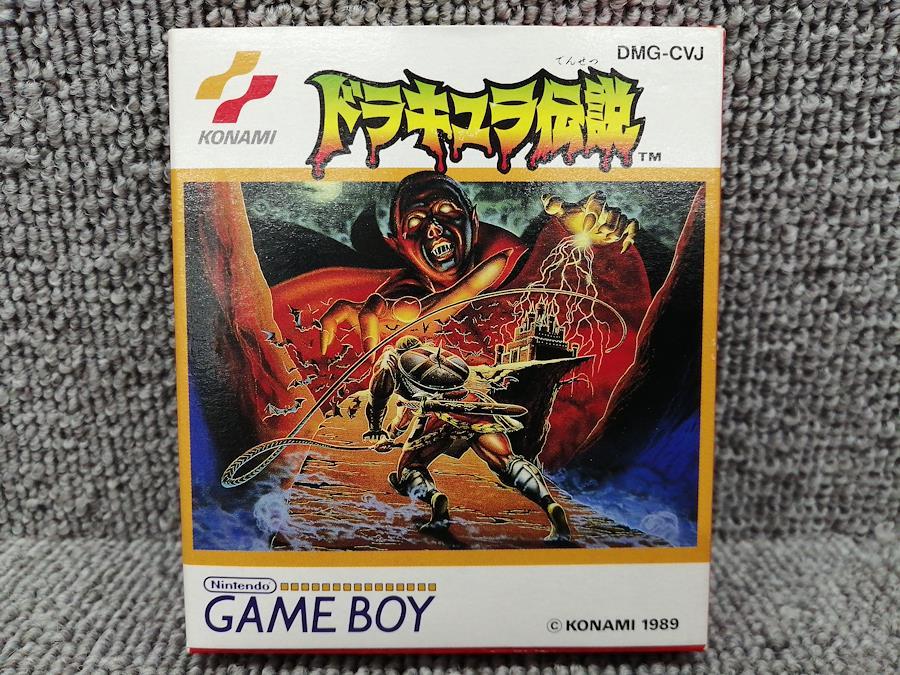 DMG-CVJ
KONAMI
てんせつ
ドラキュラ伝説
TM
Nintendo
GAME BOY
© KONAMI 1989